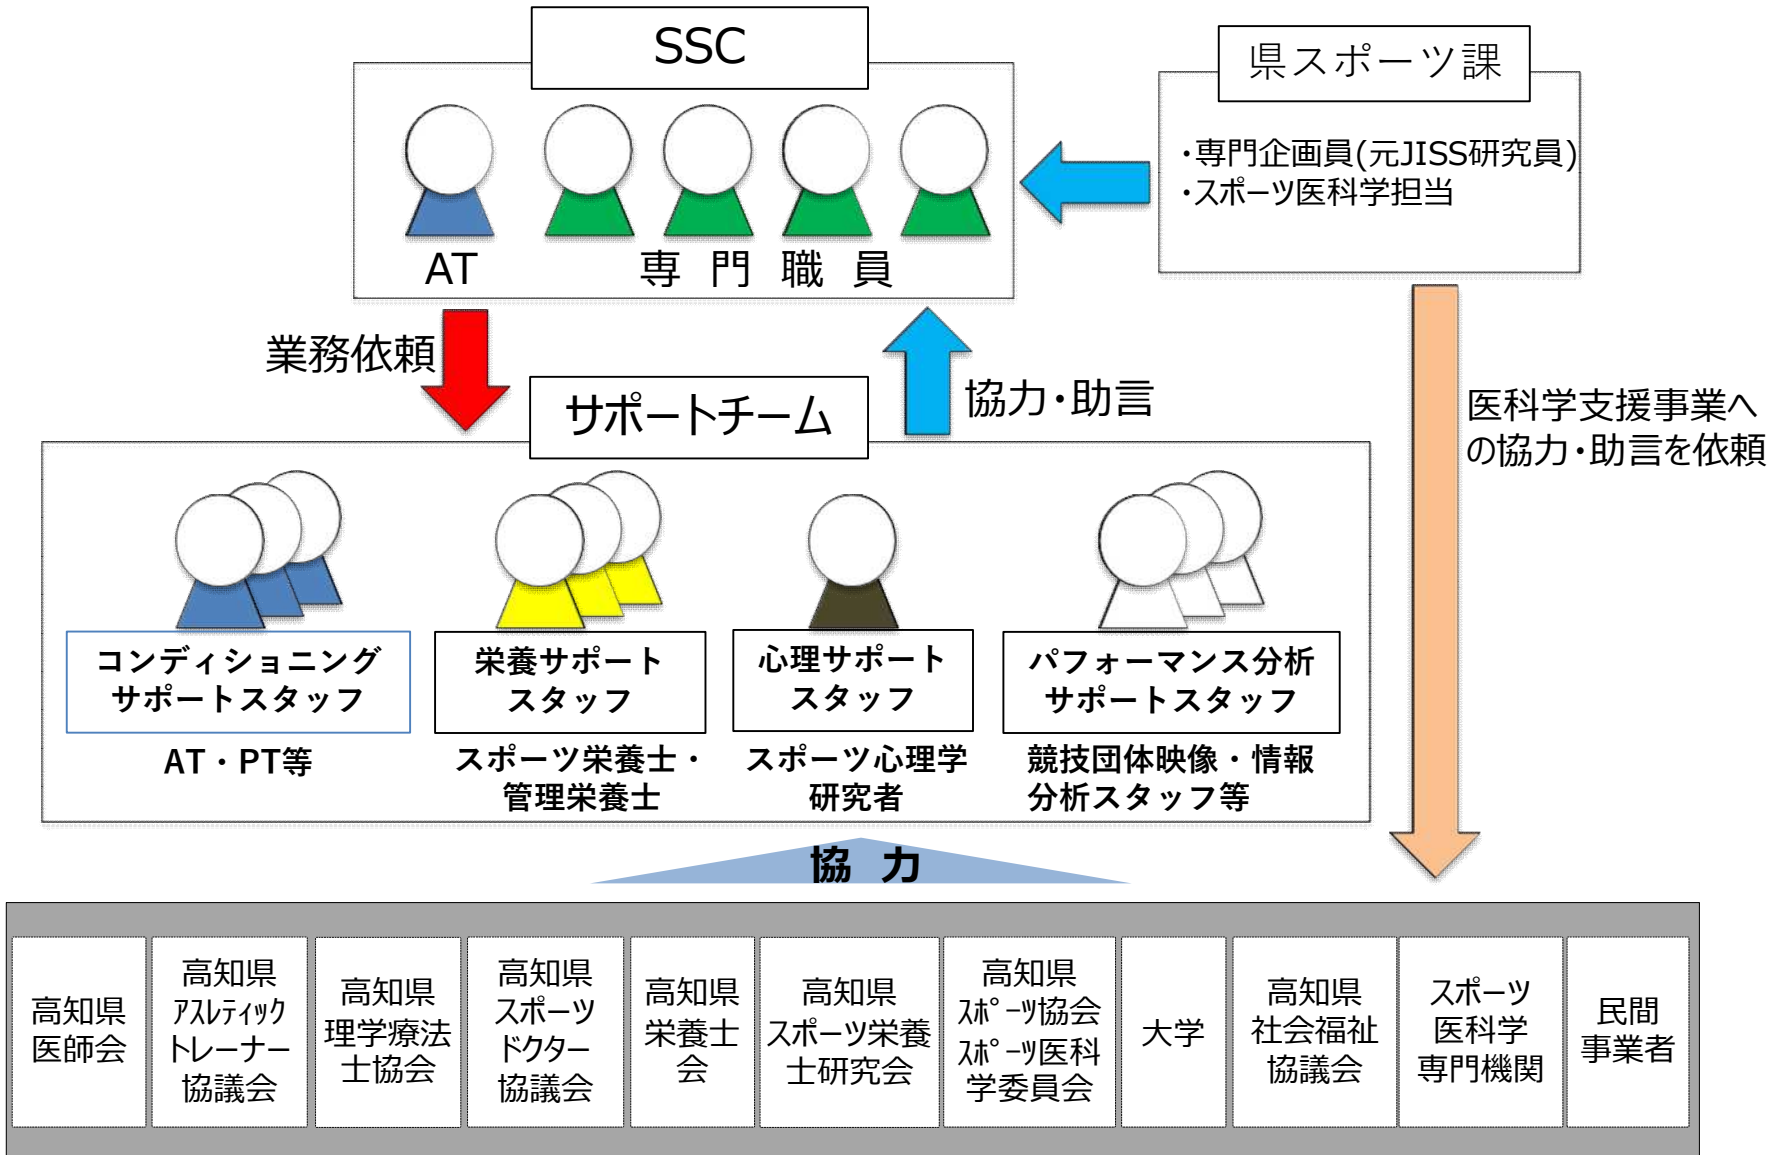 SSC
県スポーツ課
・専門企画員(元JISS研究員)
・スポーツ医科学担当
AT
専門職員
業務依頼
協力・助言
医科学支援事業へ
の協力・助言を依頼
サポートチーム
コンディショニング
サポートスタッフ
AT・PT等
栄養サポート
スタッフ
スポーツ栄養士・
管理栄養士
心理サポート
スタッフ
スポーツ心理学
研究者
パフォーマンス分析
サポートスタッフ
競技団体映像・情報
分析スタッフ等
協 力
高知県
医師会
高知県
ｱｽﾚﾃｨｯｸ
トレーナー
協議会
高知県
理学療法
士協会
高知県
スポーツ
ドクター
協議会
高知県
栄養士
会
高知県
スポーツ栄養
士研究会
高知県
ｽﾎﾟｰﾂ協会
ｽﾎﾟｰﾂ医科
学委員会
大学
高知県
社会福祉
協議会
スポーツ
医科学
専門機関
民間
事業者